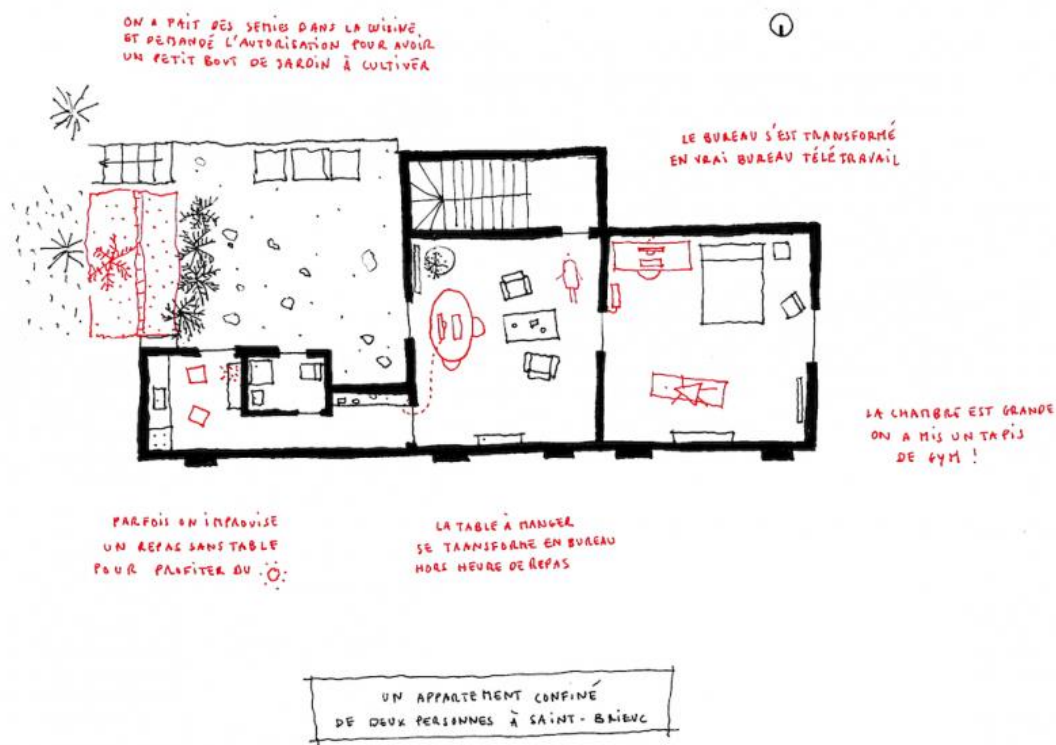 ON A FAIT DES SEMIES DANS LA CUISINE
ET DEMANDÉ L'AUTORISATION POUR AVOIR
UN PETIT BOUT DE JARDIN À CULTIVER
LE BUREAU S'EST TRANSFORMÉ
EN VRAI BUREAU TÉLÉTRAVAIL
LA CHAMBRE EST GRANDE
ON A MIS UN TAPIS
DE GYM !
PARFOIS ON IMPROVISE
UN REPAS SANS TABLE
POUR PROFITER DU
LA TABLE À MANGER
SE TRANSFORME EN BUREAU
HORS HEURE DE REPAS
UN APPARTEMENT CONFINÉ
DE DEUX PERSONNES À SAINT-BRIEUC